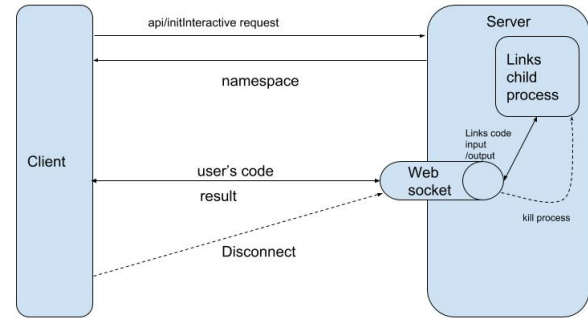 Server
api/initInteractive request
namespace
Links
child
process
Client
Links code
input
/output
user's code
result
Web
socket
kill process
Disconnect